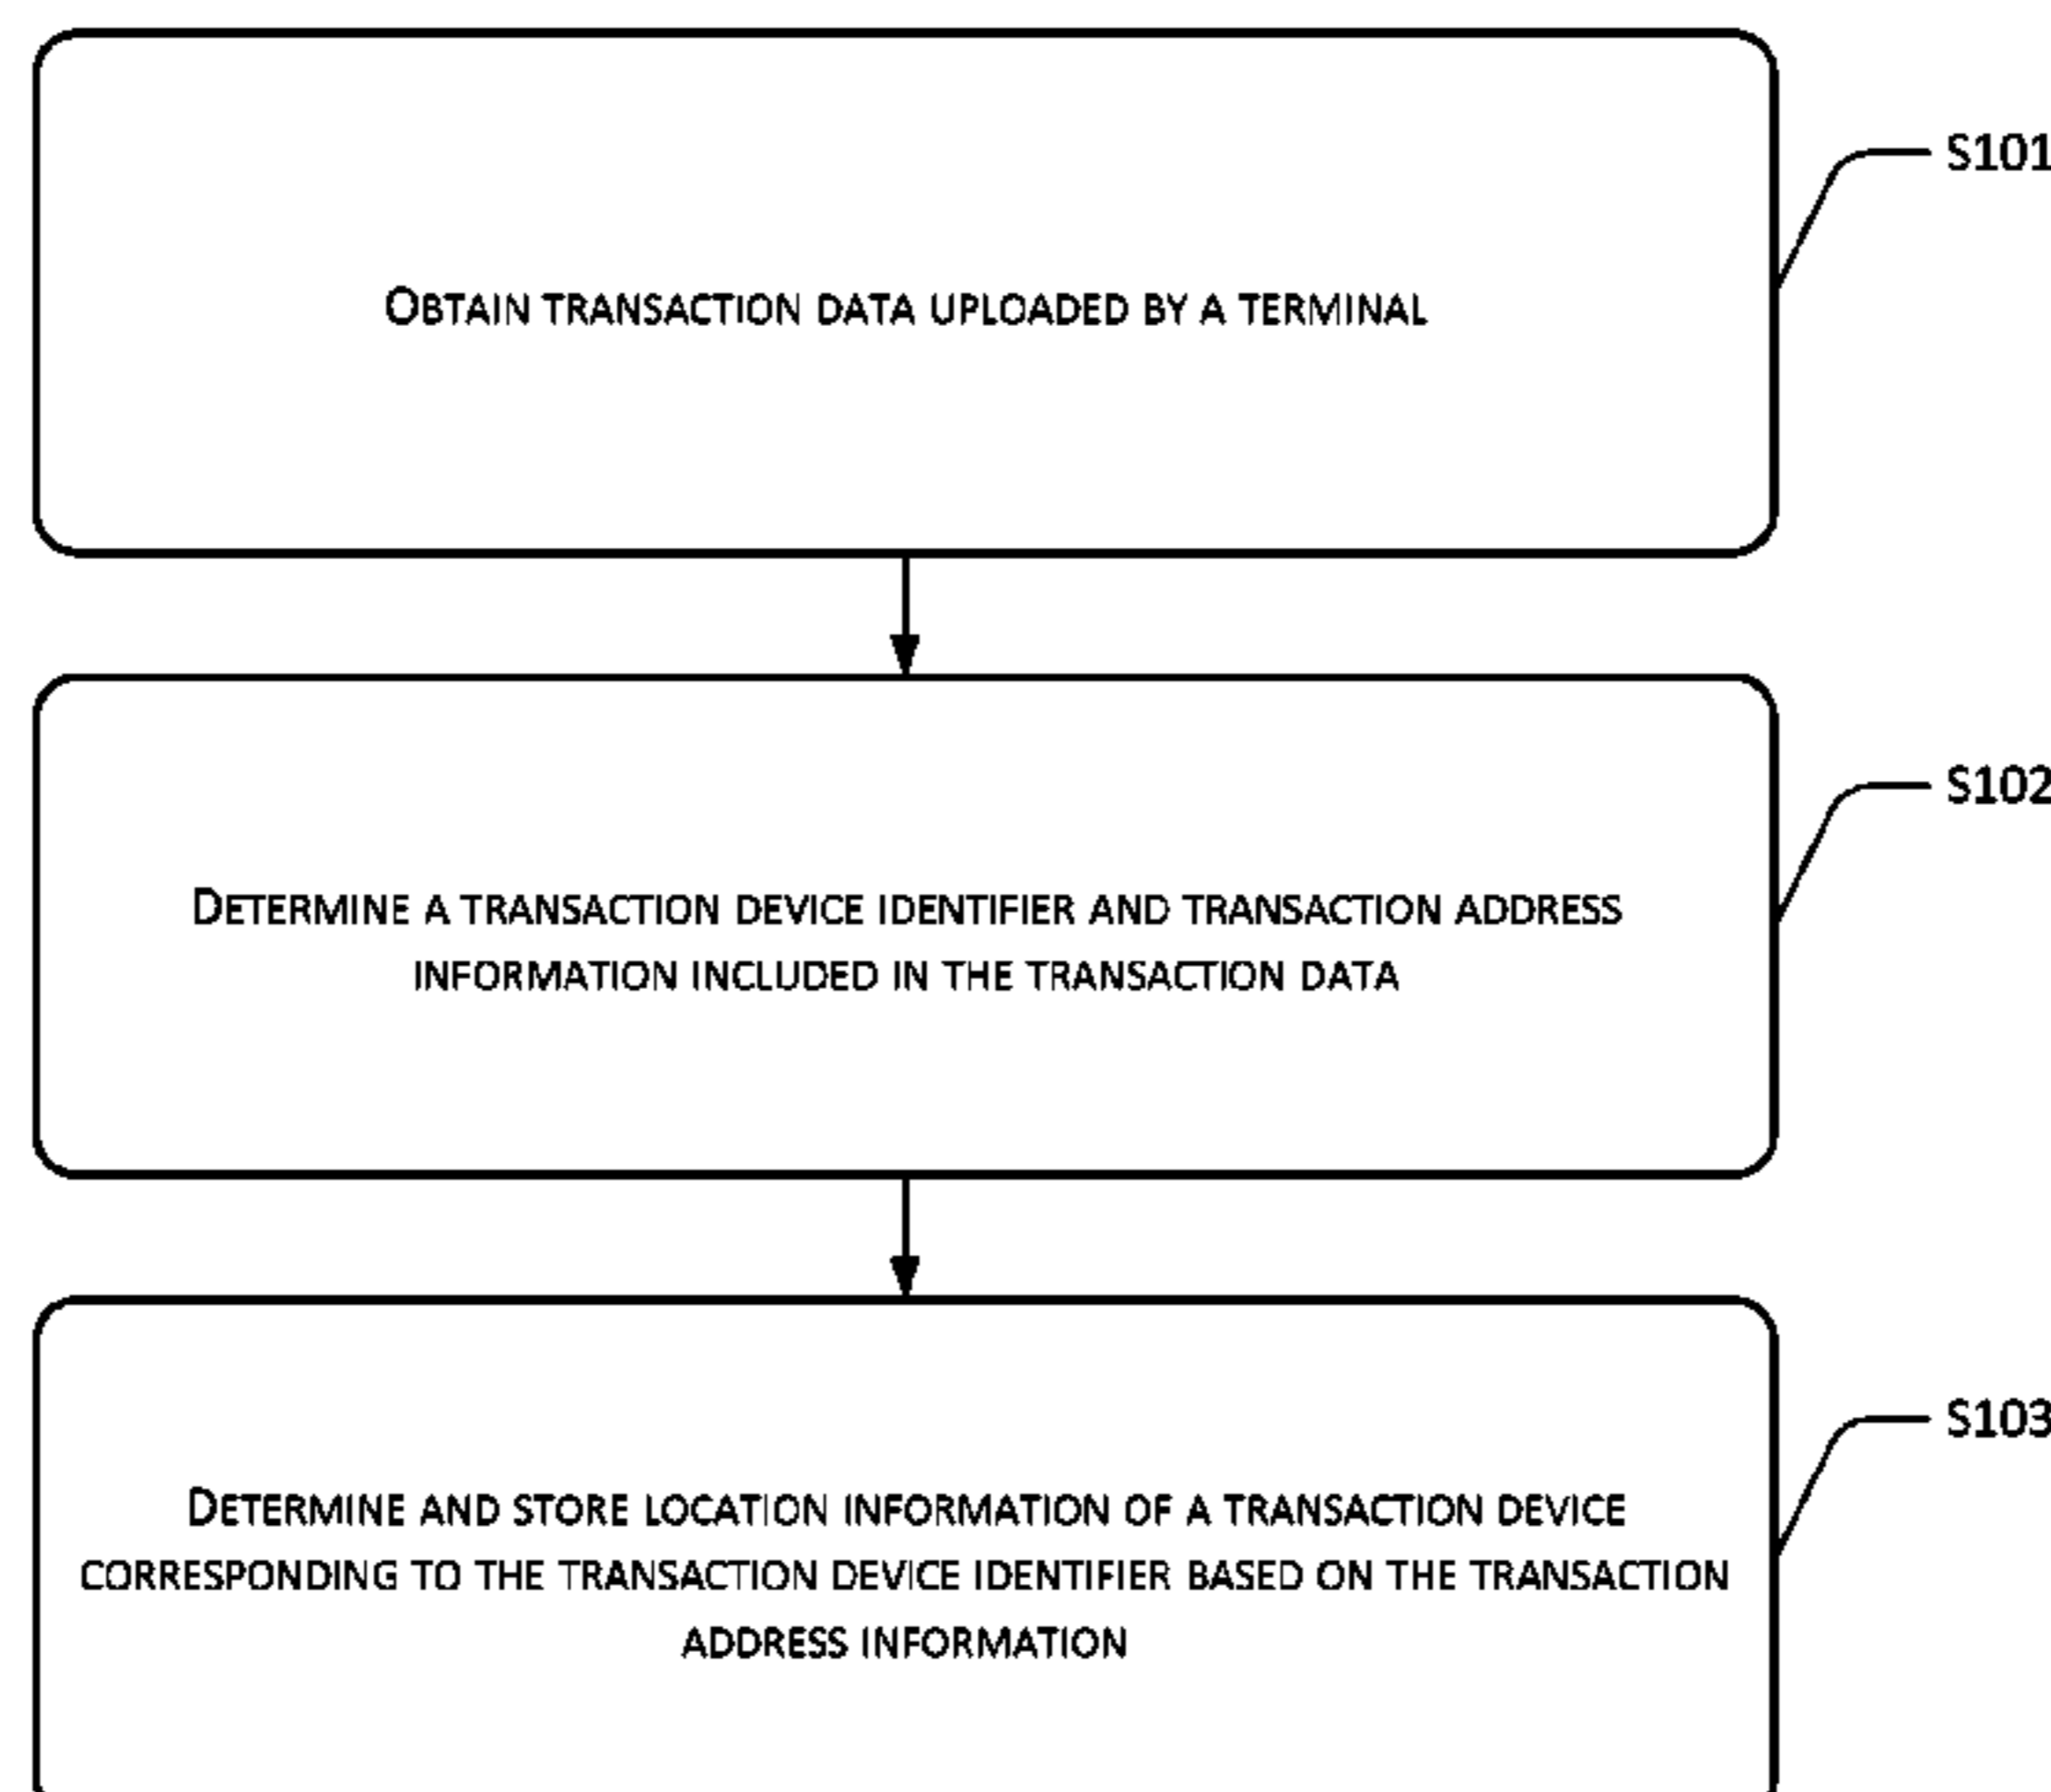 S101
OBTAIN TRANSACTION DATA UPLOADED BY A TERMINAL
S102
DETERMINE A TRANSACTION DEVICE IDENTIFIER AND TRANSACTION ADDRESS
INFORMATION INCLUDED IN THE TRANSACTION DATA
S103
DETERMINE AND STORE LOCATION INFORMATION OF A TRANSACTION DEVICE
CORRESPONDING TO THE TRANSACTION DEVICE IDENTIFIER BASED ON THE TRANSACTION
ADDRESS INFORMATION